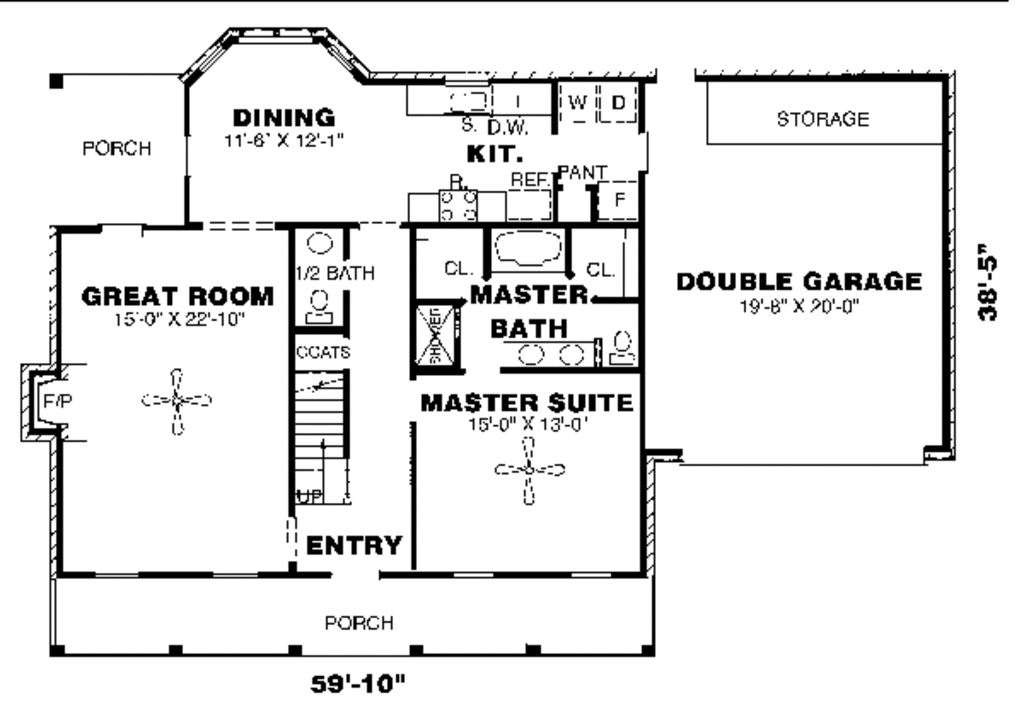 DINING
11'-6" X 12'-1"
PORCH
S. D.W.
I
W
D
STORAGE
KIT.
PANT
R.
REF.
F
1/2 BATH
CL.
CL.
GREAT ROOM
15'-0" X 22'-10"
MASTER
BATH
DOUBLE GARAGE
19'-8" X 20'-0"
38'-5"
SHOWER
COATS
F/P
MASTER SUITE
15'-0" X 13'-0"
UP
ENTRY
PORCH
59'-10"